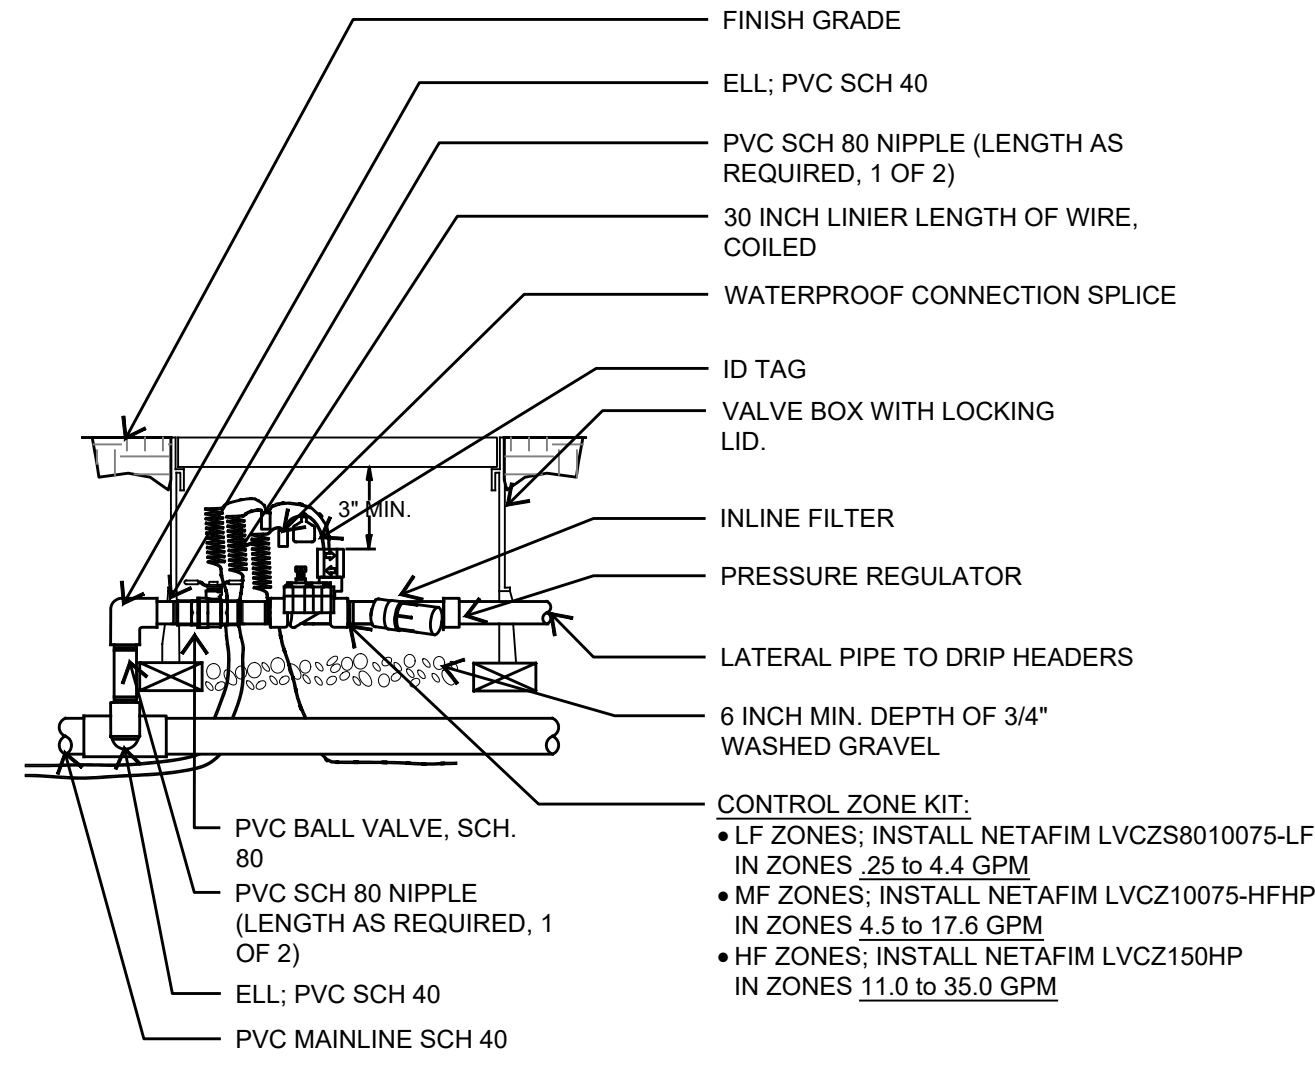 FINISH GRADE
ELL; PVC SCH 40
PVC SCH 80 NIPPLE (LENGTH AS
REQUIRED, 1 OF 2)
30 INCH LINIER LENGTH OF WIRE,
COILED
WATERPROOF CONNECTION SPLICE
ID TAG
VALVE BOX WITH LOCKING
LID.
3" MIN.
INLINE FILTER
PRESSURE REGULATOR
LATERAL PIPE TO DRIP HEADERS
6 INCH MIN. DEPTH OF 3/4"
WASHED GRAVEL
CONTROL ZONE KIT:
• LF ZONES; INSTALL NETAFIM LVCZS8010075-LF
IN ZONES .25 to 4.4 GPM
• MF ZONES; INSTALL NETAFIM LVCZ10075-HFHP
IN ZONES 4.5 to 17.6 GPM
• HF ZONES; INSTALL NETAFIM LVCZ150HP
IN ZONES 11.0 to 35.0 GPM
PVC BALL VALVE, SCH.
80
PVC SCH 80 NIPPLE
(LENGTH AS REQUIRED, 1
OF 2)
ELL; PVC SCH 40
PVC MAINLINE SCH 40